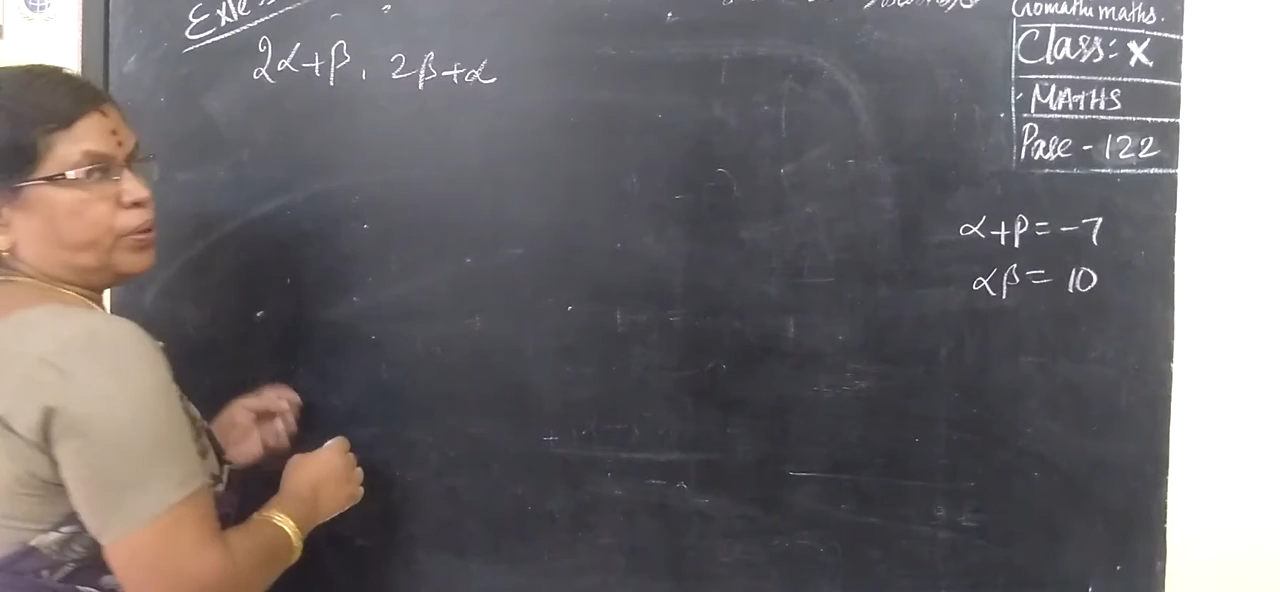 2α+β, 2β+α
Gomathi maths.
Class: X
MATHS
Page - 122
α+β = -7
αβ = 10